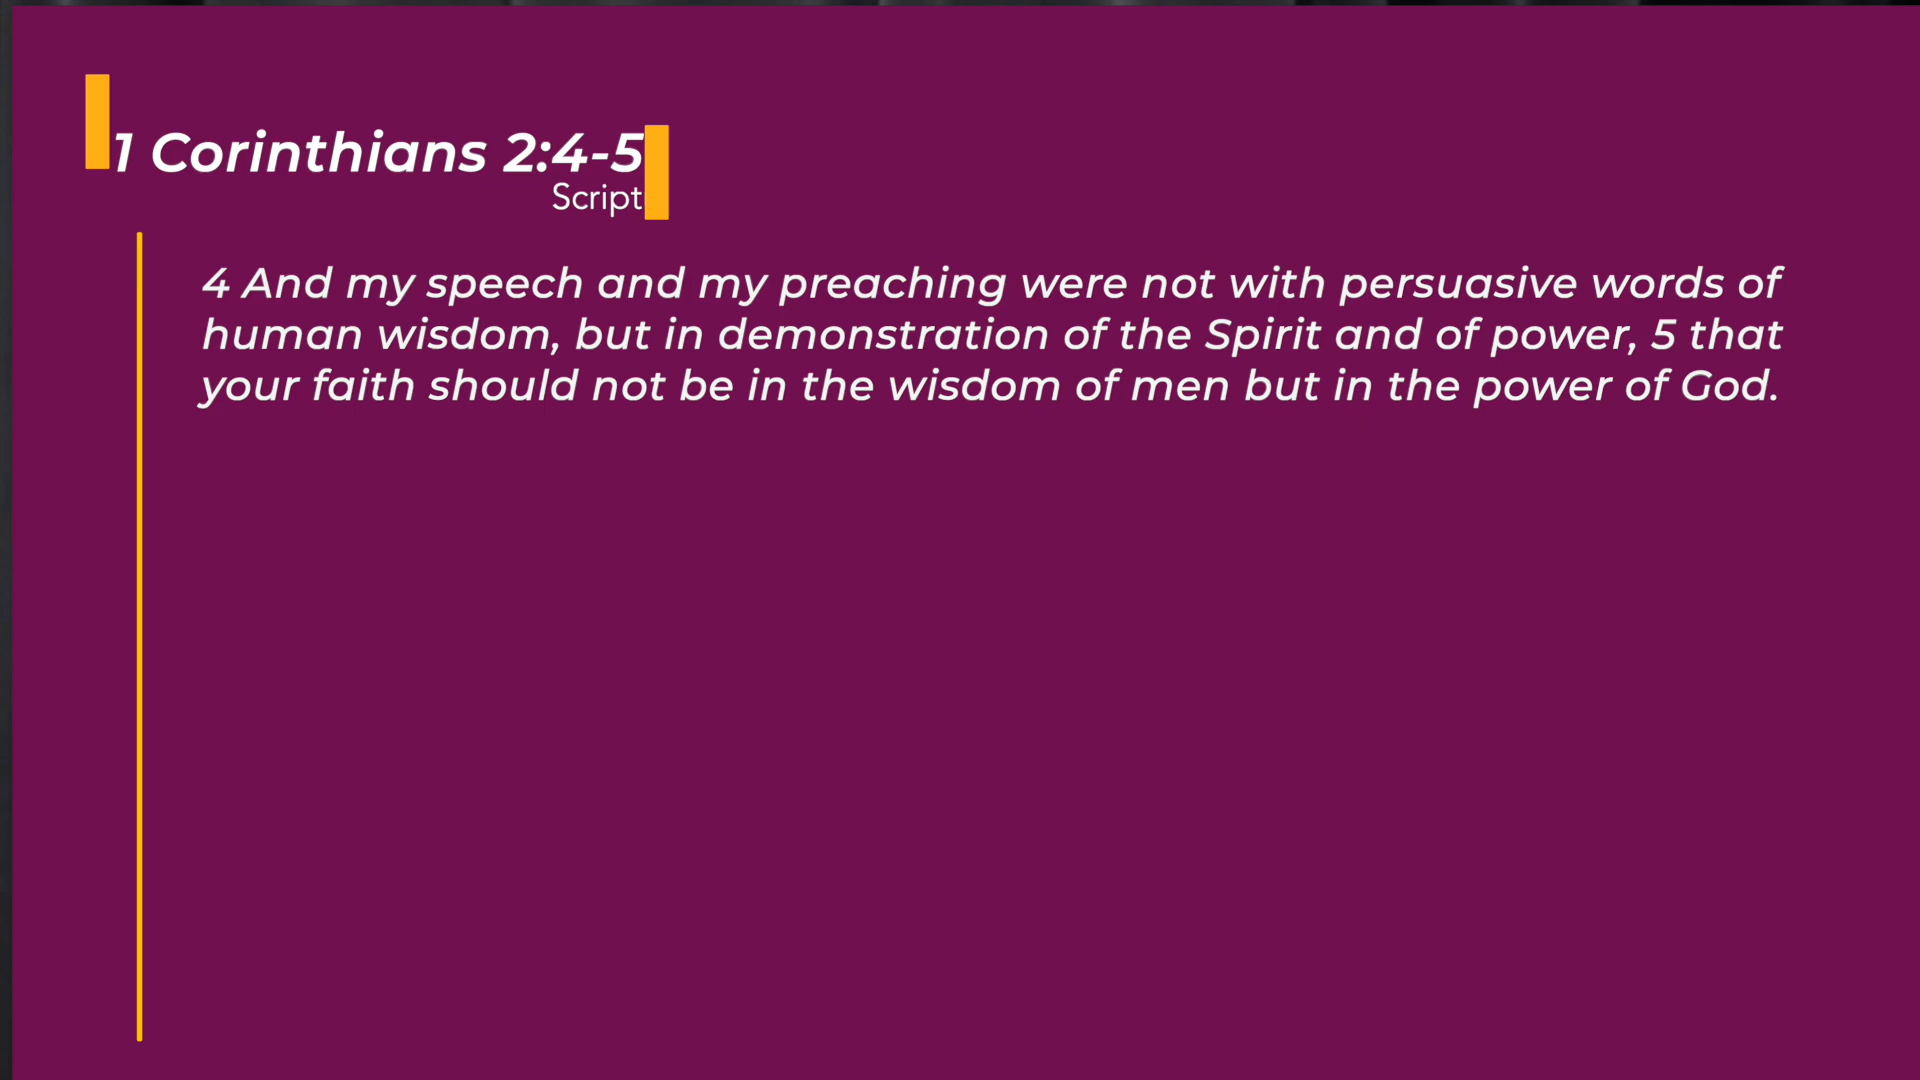 1 Corinthians 2:4-5
Script
4 And my speech and my preaching were not with persuasive words of
human wisdom, but in demonstration of the Spirit and of power, 5 that
your faith should not be in the wisdom of men but in the power of God.